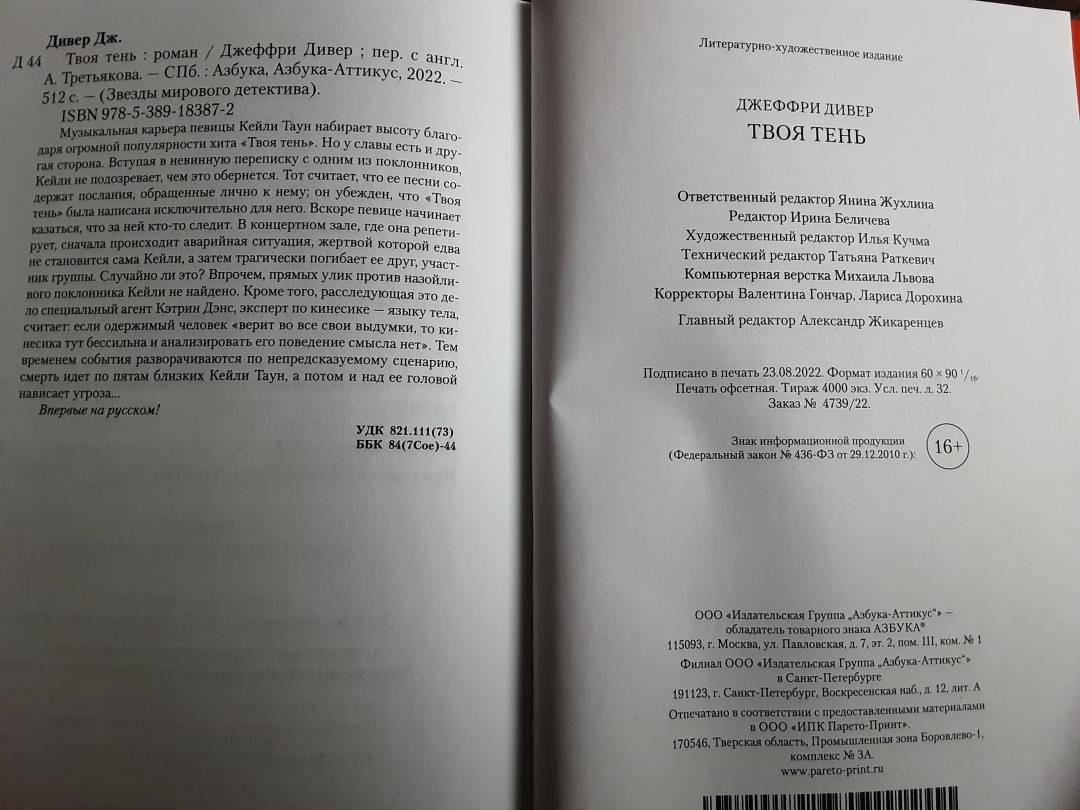 Дивер Дж.
Д 44 Твоя тень : роман / Джеффри Дивер ; пер. с англ.
А. Третьякова. — СПб. : Азбука, Азбука-Аттикус, 2022. —
512 с. — (Звезды мирового детектива).
ISBN 978-5-389-18387-2
Музыкальная карьера певицы Кейли Таун набирает высоту благо-
даря огромной популярности хита «Твоя тень». Но у славы есть и дру-
гая сторона. Вступая в невинную переписку с одним из поклонников,
Кейли не подозревает, чем это обернется. Тот считает, что ее песни со-
держат послания, обращенные лично к нему; он убежден, что «Твоя
тень» была написана исключительно для него. Вскоре певице начинает
казаться, что за ней кто-то следит. В концертном зале, где она репети-
рует, сначала происходит аварийная ситуация, жертвой которой едва
не становится сама Кейли, а затем трагически погибает ее друг, участ-
ник группы. Случайно ли это? Впрочем, прямых улик против назойли-
вого поклонника Кейли не найдено. Кроме того, расследующая это де-
ло специальный агент Кэтрин Дэнс, эксперт по кинесике — языку тела,
считает: если одержимый человек «верит во все свои выдумки, то ки-
несика тут бессильна и анализировать его поведение смысла нет». Тем
временем события разворачиваются по непредсказуемому сценарию,
смерть идет по пятам близких Кейли Таун, а потом и над ее головой
нависает угроза...
Впервые на русском!
УДК 821.111(73)
ББК 84(7Сое)-44
Литературно-художественное издание
ДЖЕФФРИ ДИВЕР
ТВОЯ ТЕНЬ
Ответственный редактор Янина Жухлина
Редактор Ирина Беличева
Художественный редактор Илья Кучма
Технический редактор Татьяна Раткевич
Компьютерная верстка Михаила Львова
Корректоры Валентина Гончар, Лариса Дорохина
Главный редактор Александр Жикаренцев
Подписано в печать 23.08.2022. Формат издания 60 × 90 1/16.
Печать офсетная. Тираж 4000 экз. Усл. печ. л. 32.
Заказ № 4739/22.
Знак информационной продукции
(Федеральный закон № 436-ФЗ от 29.12.2010 г.):
16+
ООО «Издательская Группа „Азбука-Аттикус“» —
обладатель товарного знака АЗБУКА®
115093, г. Москва, ул. Павловская, д. 7, эт. 2, пом. III, ком. № 1
Филиал ООО «Издательская Группа „Азбука-Аттикус“»
в Санкт-Петербурге
191123, г. Санкт-Петербург, Воскресенская наб., д. 12, лит. А
Отпечатано в соответствии с предоставленными материалами
в ООО «ИПК Парето-Принт».
170546, Тверская область, Промышленная зона Боровлево-1,
комплекс № 3А.
www.pareto-print.ru